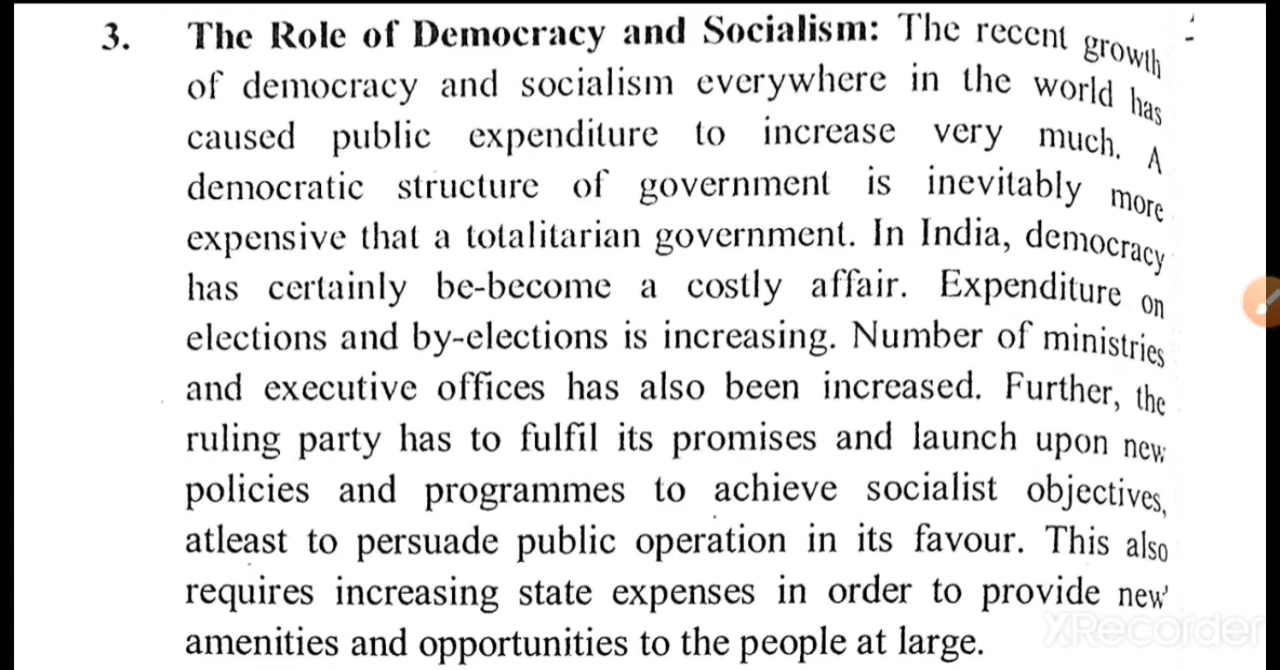 3. The Role of Democracy and Socialism: The recent growth
of democracy and socialism everywhere in the world has
caused public expenditure to increase very much. A
democratic structure of government is inevitably more
expensive that a totalitarian government. In India, democracy
has certainly be-become a costly affair. Expenditure on
elections and by-elections is increasing. Number of ministries
and executive offices has also been increased. Further, the
ruling party has to fulfil its promises and launch upon new
policies and programmes to achieve socialist objectives,
atleast to persuade public operation in its favour. This also
requires increasing state expenses in order to provide new
amenities and opportunities to the people at large.
XRecorder